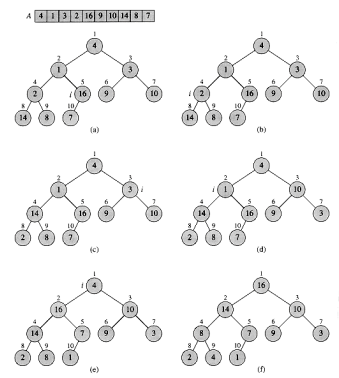 A 4 1 3 2 16 9 10 14 8 7
1
4
2 3
1 3
4 5 6 7
2 i 16 9 10
8 9 10
14 8 7
(a)
1
4
2 3
1 3
4 5 6 7
i 2 16 9 10
8 9 10
14 8 7
(b)
1
4
2 3
1 3 i
4 5 6 7
14 16 9 10
8 9 10
2 8 7
(c)
1
4
2 3
i 1 10
4 5 6 7
14 16 9 3
8 9 10
2 8 7
(d)
1
i 4
2 3
16 10
4 5 6 7
14 7 9 3
8 9 10
2 8 1
(e)
1
16
2 3
14 10
4 5 6 7
8 7 9 3
8 9 10
2 4 1
(f)